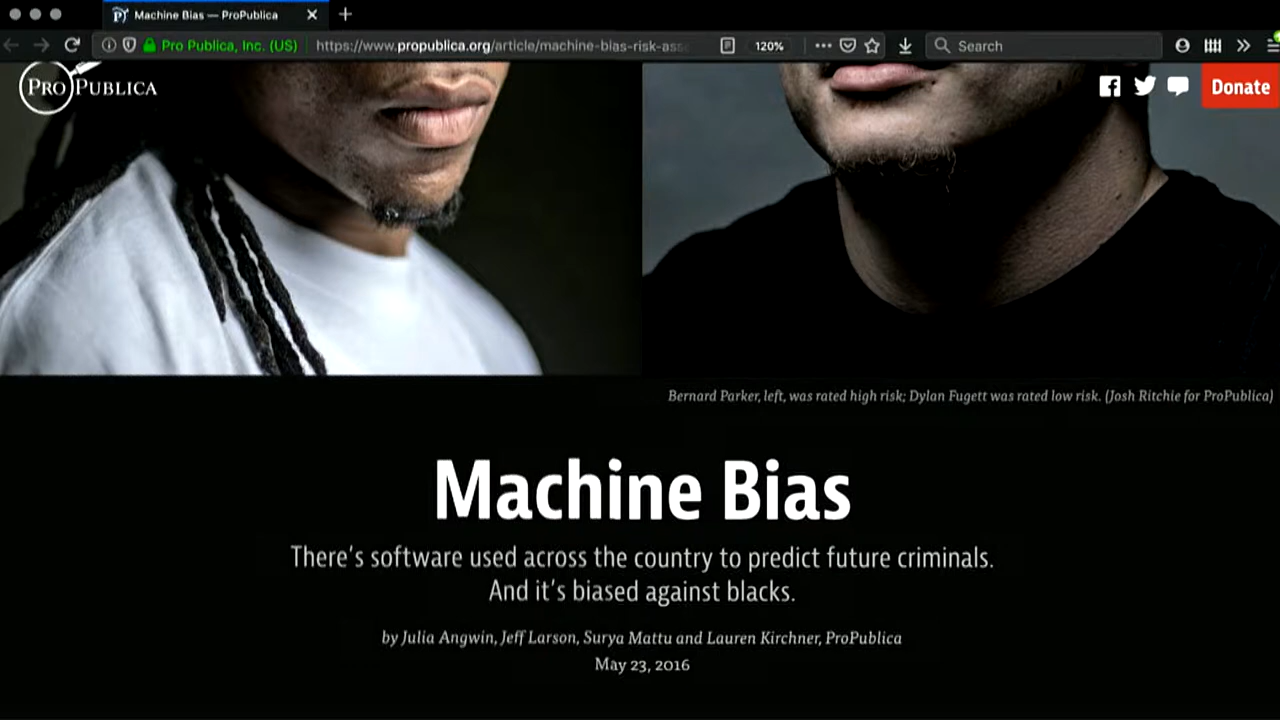 Machine Bias — ProPublica
Pro Publica, Inc. (US)
https://www.propublica.org/article/machine-bias-risk-ass
120%
Search
PRO PUBLICA
Donate
Bernard Parker, left, was rated high risk; Dylan Fugett was rated low risk. (Josh Ritchie for ProPublica)
Machine Bias
There's software used across the country to predict future criminals.
And it's biased against blacks.
by Julia Angwin, Jeff Larson, Surya Mattu and Lauren Kirchner, ProPublica
May 23, 2016